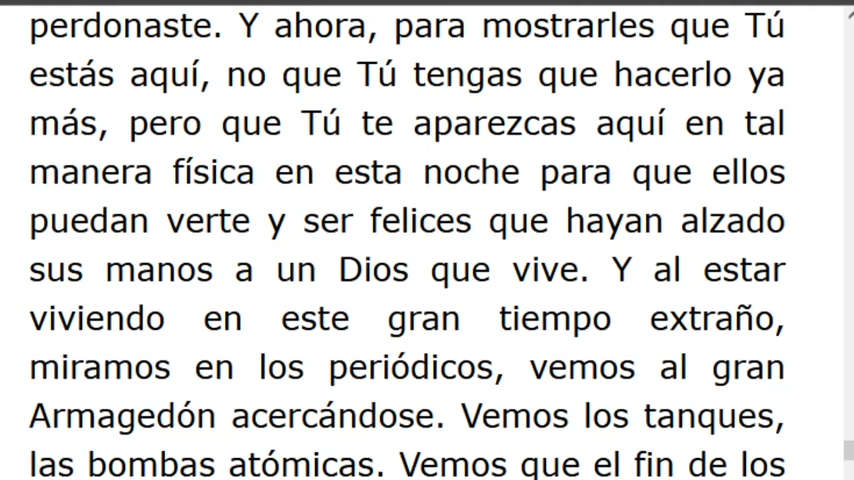 perdonaste. Y ahora, para mostrarles que Tú
estás aquí, no que Tú tengas que hacerlo ya
más, pero que Tú te aparezcas aquí en tal
manera física en esta noche para que ellos
puedan verte y ser felices que hayan alzado
sus manos a un Dios que vive. Y al estar
viviendo en este gran tiempo extraño,
miramos en los periódicos, vemos al gran
Armagedón acercándose. Vemos los tanques,
las bombas atómicas. Vemos que el fin de los